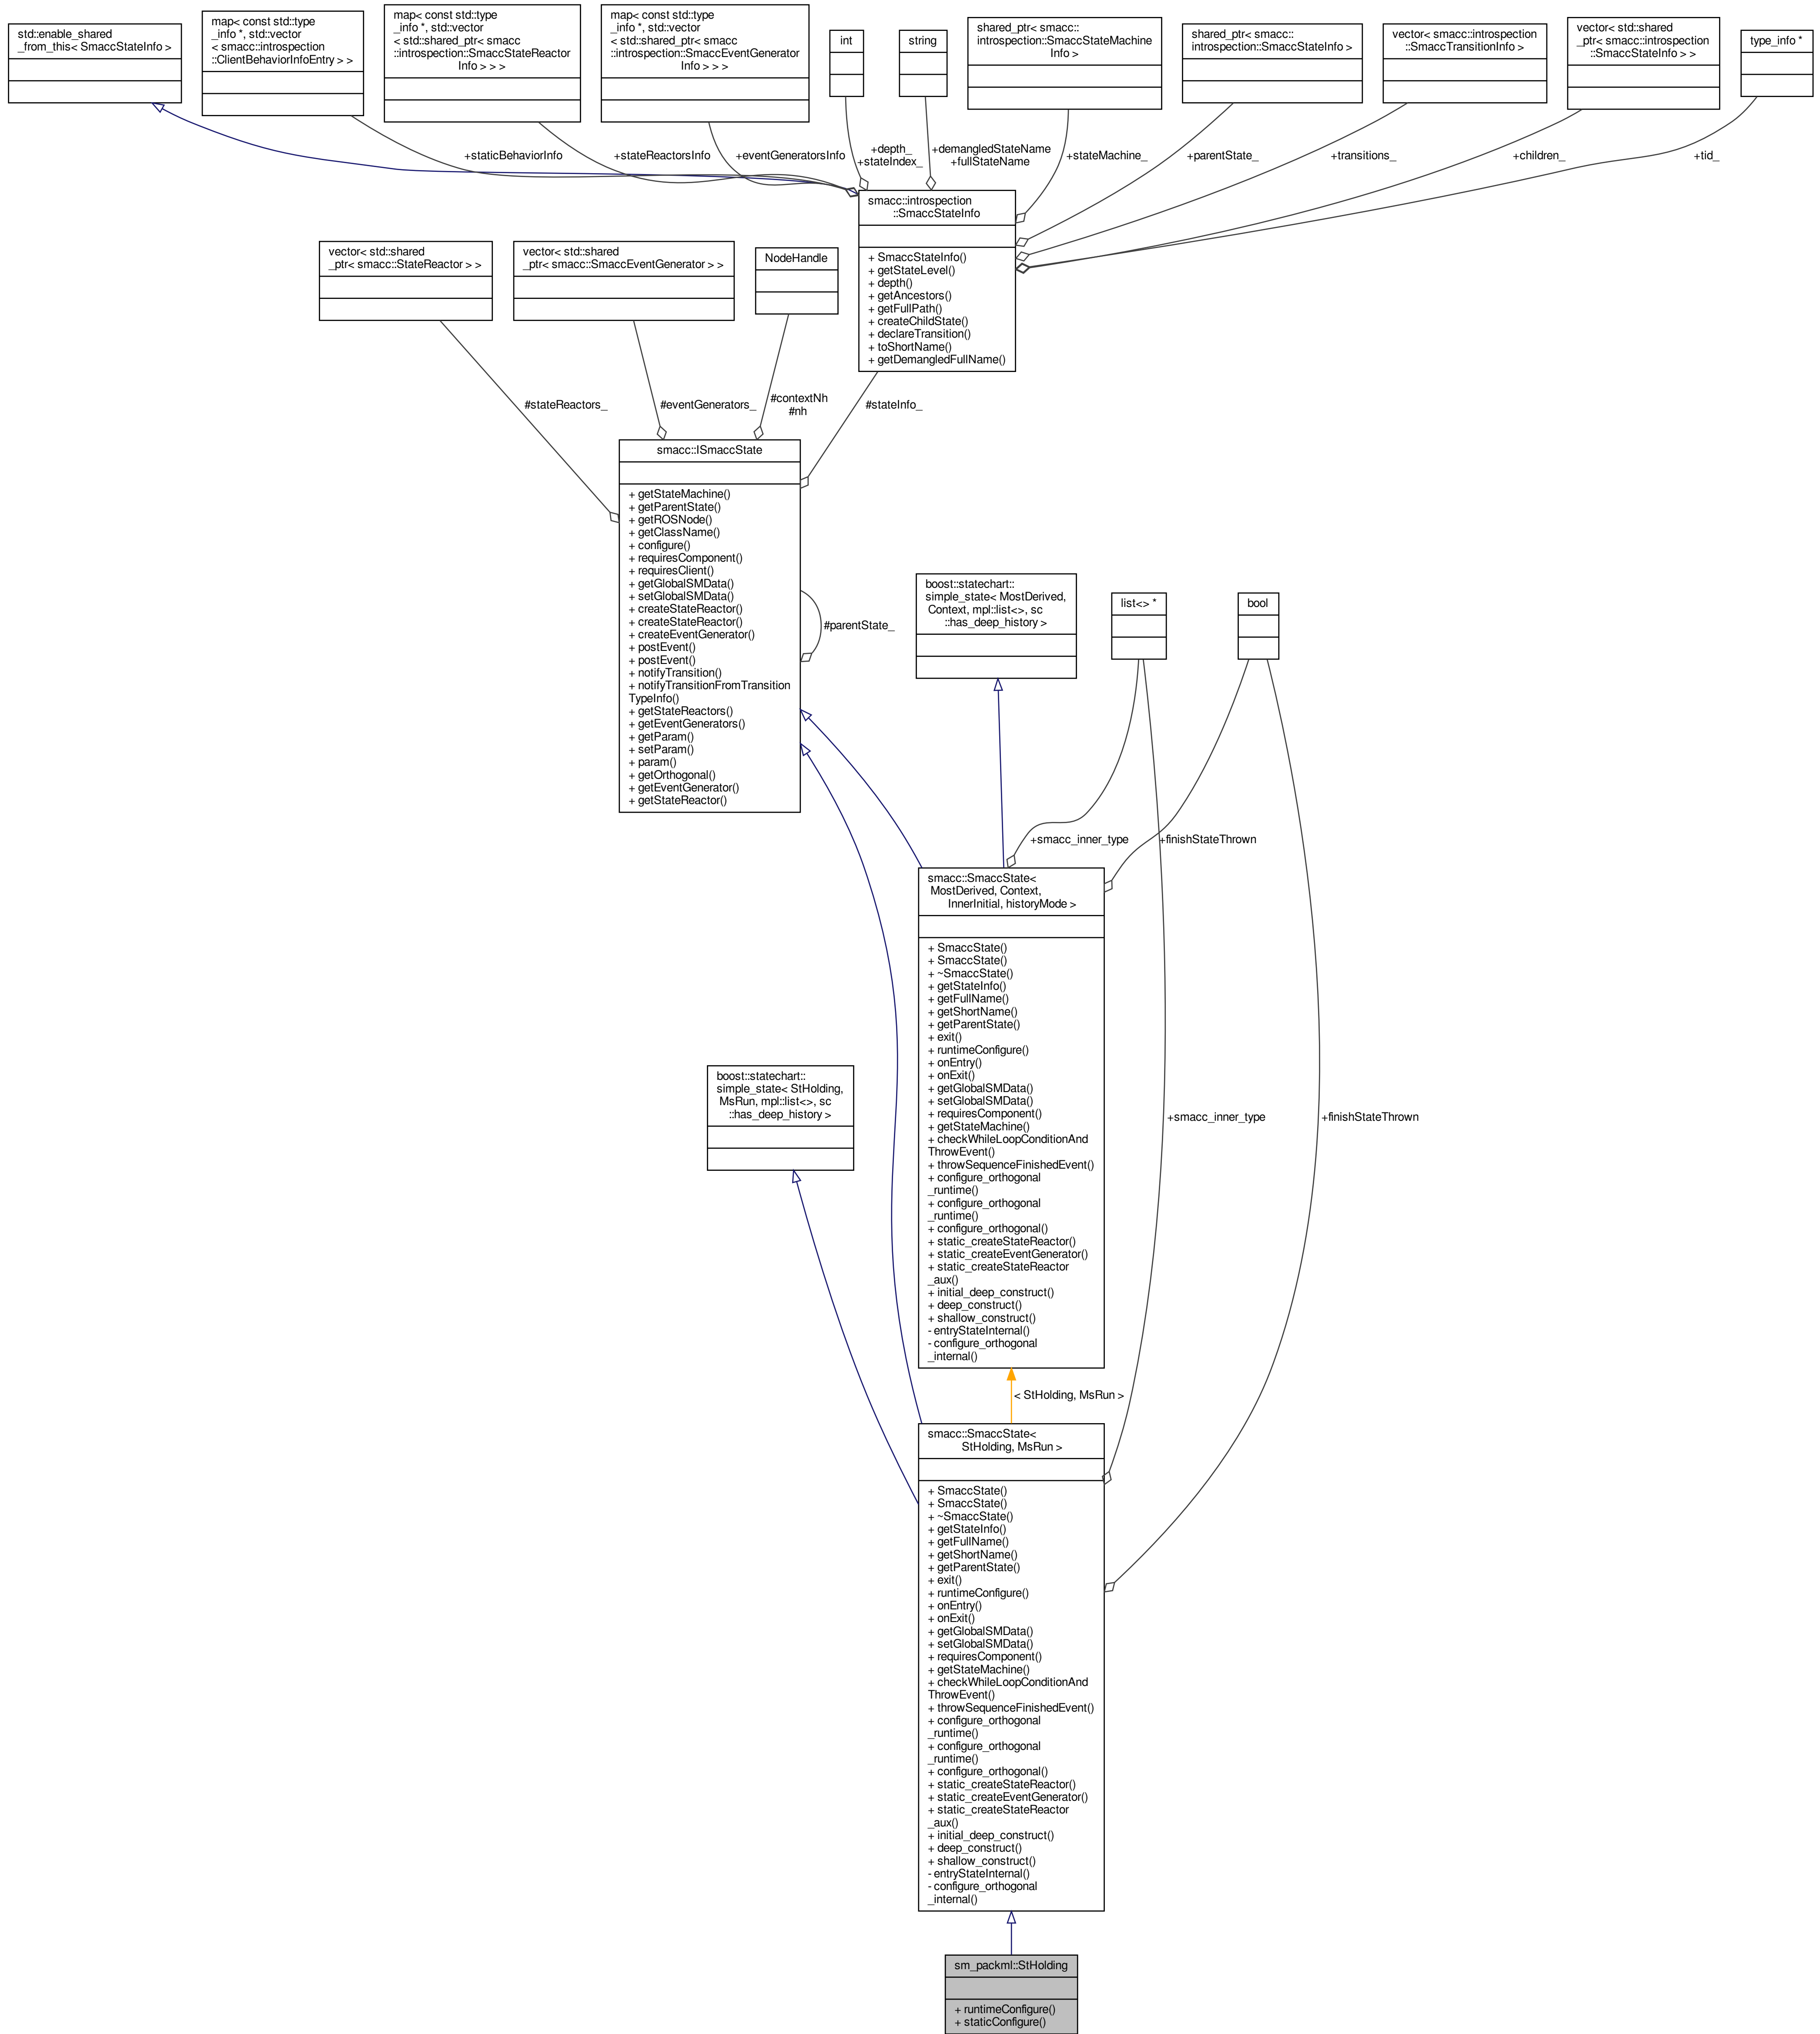 std::enable_shared
_from_this< SmaccStateInfo >
map< const std::type
_info *, std::vector
< smacc::introspection
::ClientBehaviorInfoEntry > >
map< const std::type
_info *, std::vector
< std::shared_ptr< smacc
::introspection::SmaccStateReactor
Info > > >
map< const std::type
_info *, std::vector
< std::shared_ptr< smacc
::introspection::SmaccEventGenerator
Info > > >
int
string
shared_ptr< smacc::
introspection::SmaccStateMachine
Info >
shared_ptr< smacc::
introspection::SmaccStateInfo >
vector< smacc::introspection
::SmaccTransitionInfo >
vector< std::shared
_ptr< smacc::introspection
::SmaccStateInfo > >
type_info *
+staticBehaviorInfo
+stateReactorsInfo
+eventGeneratorsInfo
+depth_
+stateIndex_
+demangledStateName
+fullStateName
+stateMachine_
+parentState_
+transitions_
+children_
+tid_
smacc::introspection
::SmaccStateInfo
+ SmaccStateInfo()
+ getStateLevel()
+ depth()
+ getAncestors()
+ getFullPath()
+ createChildState()
+ declareTransition()
+ toShortName()
+ getDemangledFullName()
vector< std::shared
_ptr< smacc::StateReactor > >
vector< std::shared
_ptr< smacc::SmaccEventGenerator > >
NodeHandle
#stateReactors_
#eventGenerators_
#contextNh
#nh
#stateInfo_
smacc::ISmaccState
+ getStateMachine()
+ getParentState()
+ getROSNode()
+ getClassName()
+ configure()
+ requiresComponent()
+ requiresClient()
+ getGlobalSMData()
+ setGlobalSMData()
+ createStateReactor()
+ createStateReactor()
+ createEventGenerator()
+ postEvent()
+ postEvent()
+ notifyTransition()
+ notifyTransitionFromTransition
TypeInfo()
+ getStateReactors()
+ getEventGenerators()
+ getParam()
+ setParam()
+ param()
+ getOrthogonal()
+ getEventGenerator()
+ getStateReactor()
#parentState_
boost::statechart::
simple_state< MostDerived,
Context, mpl::list<>, sc
::has_deep_history >
list<> *
bool
+smacc_inner_type
+finishStateThrown
smacc::SmaccState<
MostDerived, Context,
InnerInitial, historyMode >
+ SmaccState()
+ SmaccState()
+ ~SmaccState()
+ getStateInfo()
+ getFullName()
+ getShortName()
+ getParentState()
+ exit()
+ runtimeConfigure()
+ onEntry()
+ onExit()
+ getGlobalSMData()
+ setGlobalSMData()
+ requiresComponent()
+ getStateMachine()
+ checkWhileLoopConditionAnd
ThrowEvent()
+ throwSequenceFinishedEvent()
+ configure_orthogonal
_runtime()
+ configure_orthogonal
_runtime()
+ configure_orthogonal()
+ static_createStateReactor()
+ static_createEventGenerator()
+ static_createStateReactor
_aux()
+ initial_deep_construct()
+ deep_construct()
+ shallow_construct()
- entryStateInternal()
- configure_orthogonal
_internal()
boost::statechart::
simple_state< StHolding,
MsRun, mpl::list<>, sc
::has_deep_history >
+smacc_inner_type
+finishStateThrown
< StHolding, MsRun >
smacc::SmaccState<
StHolding, MsRun >
+ SmaccState()
+ SmaccState()
+ ~SmaccState()
+ getStateInfo()
+ getFullName()
+ getShortName()
+ getParentState()
+ exit()
+ runtimeConfigure()
+ onEntry()
+ onExit()
+ getGlobalSMData()
+ setGlobalSMData()
+ requiresComponent()
+ getStateMachine()
+ checkWhileLoopConditionAnd
ThrowEvent()
+ throwSequenceFinishedEvent()
+ configure_orthogonal
_runtime()
+ configure_orthogonal
_runtime()
+ configure_orthogonal()
+ static_createStateReactor()
+ static_createEventGenerator()
+ static_createStateReactor
_aux()
+ initial_deep_construct()
+ deep_construct()
+ shallow_construct()
- entryStateInternal()
- configure_orthogonal
_internal()
sm_packml::StHolding
+ runtimeConfigure()
+ staticConfigure()